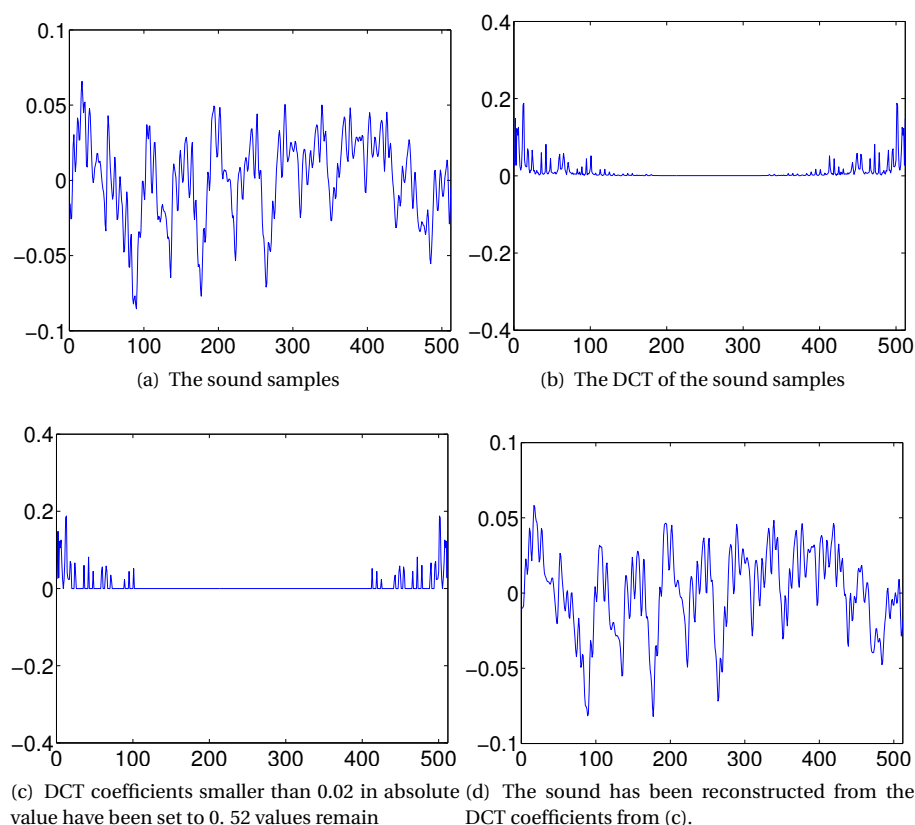 0.1
0.05
0
−0.05
−0.1
0 100 200 300 400 500
(a) The sound samples
0.4
0.2
0
−0.2
−0.4
0 100 200 300 400 500
(b) The DCT of the sound samples
0.4
0.2
0
−0.2
−0.4
0 100 200 300 400 500
(c) DCT coefficients smaller than 0.02 in absolute
value have been set to 0. 52 values remain
0.1
0.05
0
−0.05
−0.1
0 100 200 300 400 500
(d) The sound has been reconstructed from the
DCT coefficients from (c).